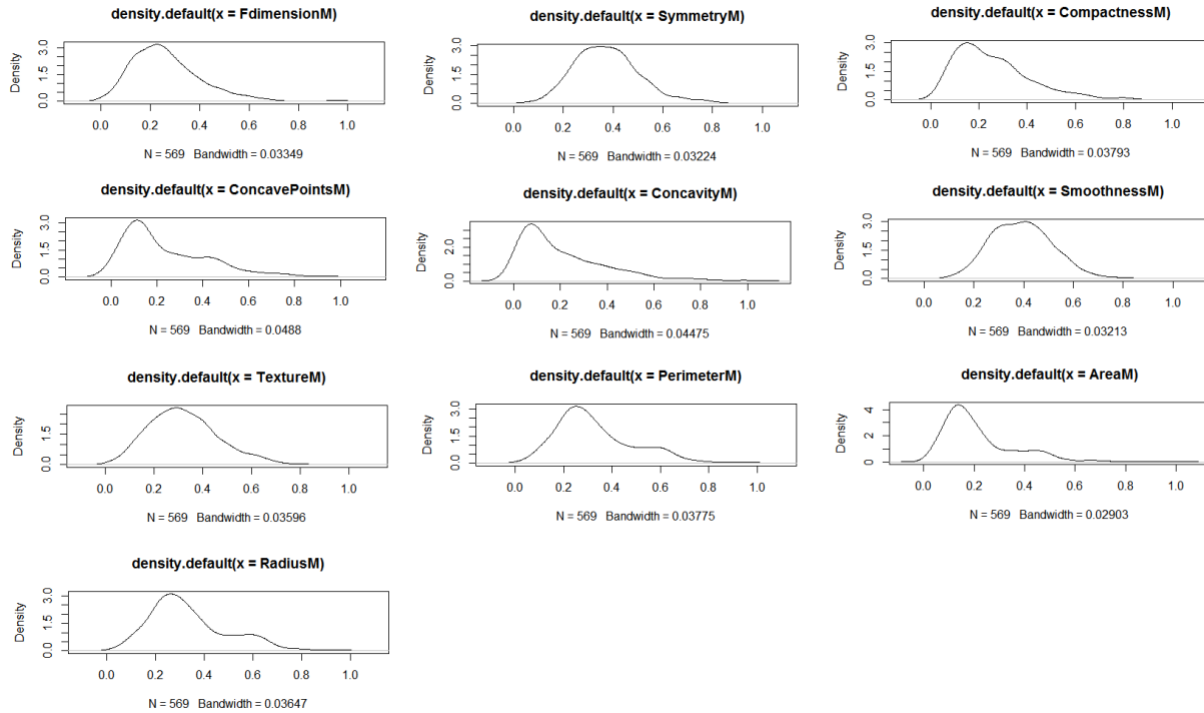 density.default(x = FdimensionM)
Density
0.0 1.5 3.0
0.0 0.2 0.4 0.6 0.8 1.0
N = 569 Bandwidth = 0.03349
density.default(x = SymmetryM)
Density
0.0 1.5 3.0
0.0 0.2 0.4 0.6 0.8 1.0
N = 569 Bandwidth = 0.03224
density.default(x = CompactnessM)
Density
0.0 1.5 3.0
0.0 0.2 0.4 0.6 0.8 1.0
N = 569 Bandwidth = 0.03793
density.default(x = ConcavePointsM)
Density
0.0 1.5 3.0
0.0 0.2 0.4 0.6 0.8 1.0
N = 569 Bandwidth = 0.0488
density.default(x = ConcavityM)
Density
0.0 2.0
0.0 0.2 0.4 0.6 0.8 1.0
N = 569 Bandwidth = 0.04475
density.default(x = SmoothnessM)
Density
0.0 1.5 3.0
0.0 0.2 0.4 0.6 0.8 1.0
N = 569 Bandwidth = 0.03213
density.default(x = TextureM)
Density
0.0 1.5
0.0 0.2 0.4 0.6 0.8 1.0
N = 569 Bandwidth = 0.03596
density.default(x = PerimeterM)
Density
0.0 1.5 3.0
0.0 0.2 0.4 0.6 0.8 1.0
N = 569 Bandwidth = 0.03775
density.default(x = AreaM)
Density
0 2 4
0.0 0.2 0.4 0.6 0.8 1.0
N = 569 Bandwidth = 0.02903
density.default(x = RadiusM)
Density
0.0 1.5 3.0
0.0 0.2 0.4 0.6 0.8 1.0
N = 569 Bandwidth = 0.03647